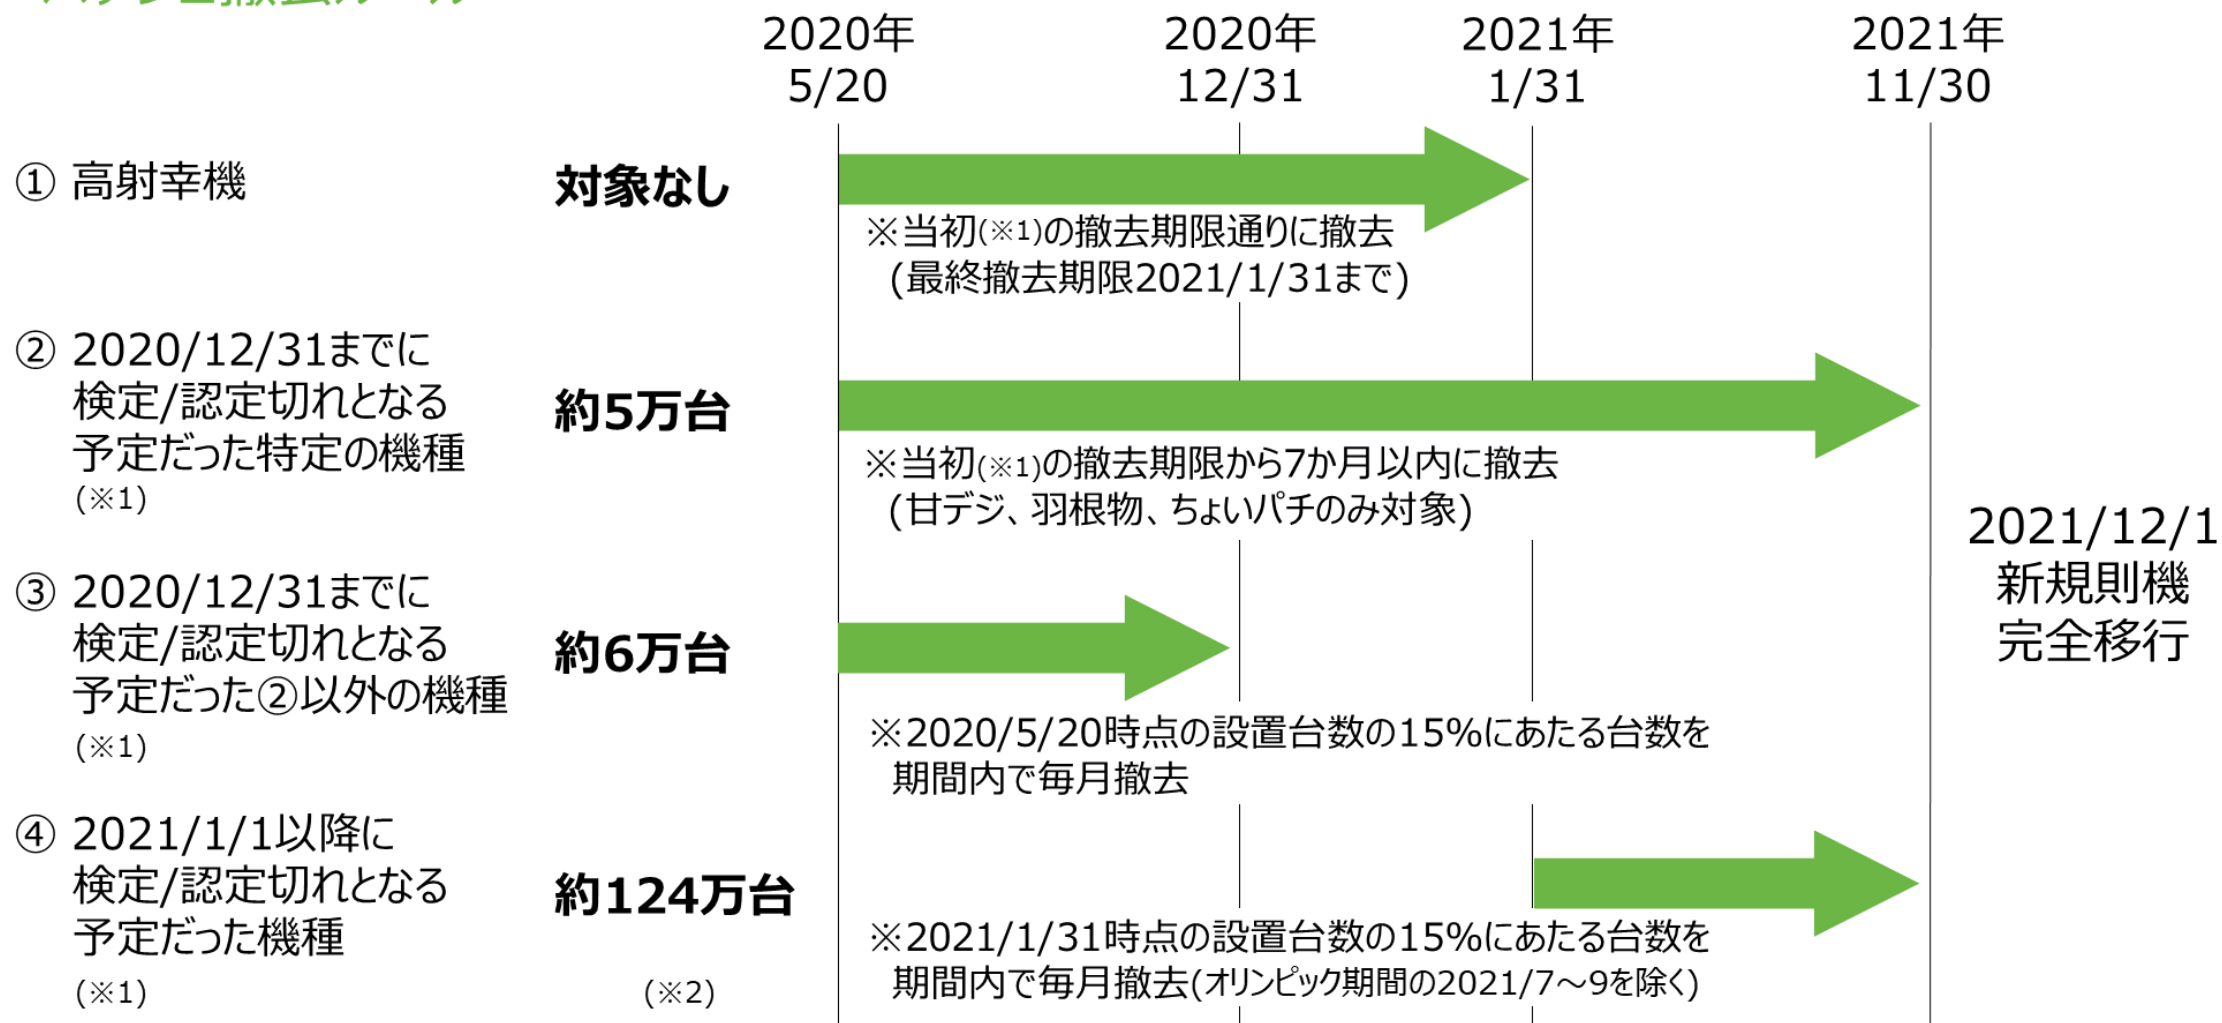 2020年
5/20
2020年
12/31
2021年
1/31
2021年
11/30
① 高射幸機
対象なし
※当初(※1)の撤去期限通りに撤去
(最終撤去期限2021/1/31まで)
② 2020/12/31までに
検定/認定切れとなる
予定だった特定の機種
(※1)
約5万台
※当初(※1)の撤去期限から7か月以内に撤去
(甘デジ、羽根物、ちょいパチのみ対象)
③ 2020/12/31までに
検定/認定切れとなる
予定だった②以外の機種
(※1)
約6万台
※2020/5/20時点の設置台数の15%にあたる台数を
期間内で毎月撤去
④ 2021/1/1以降に
検定/認定切れとなる
予定だった機種
(※1)
約124万台
(※2)
※2021/1/31時点の設置台数の15%にあたる台数を
期間内で毎月撤去(オリンピック期間の2021/7～9を除く)
2021/12/1
新規則機
完全移行